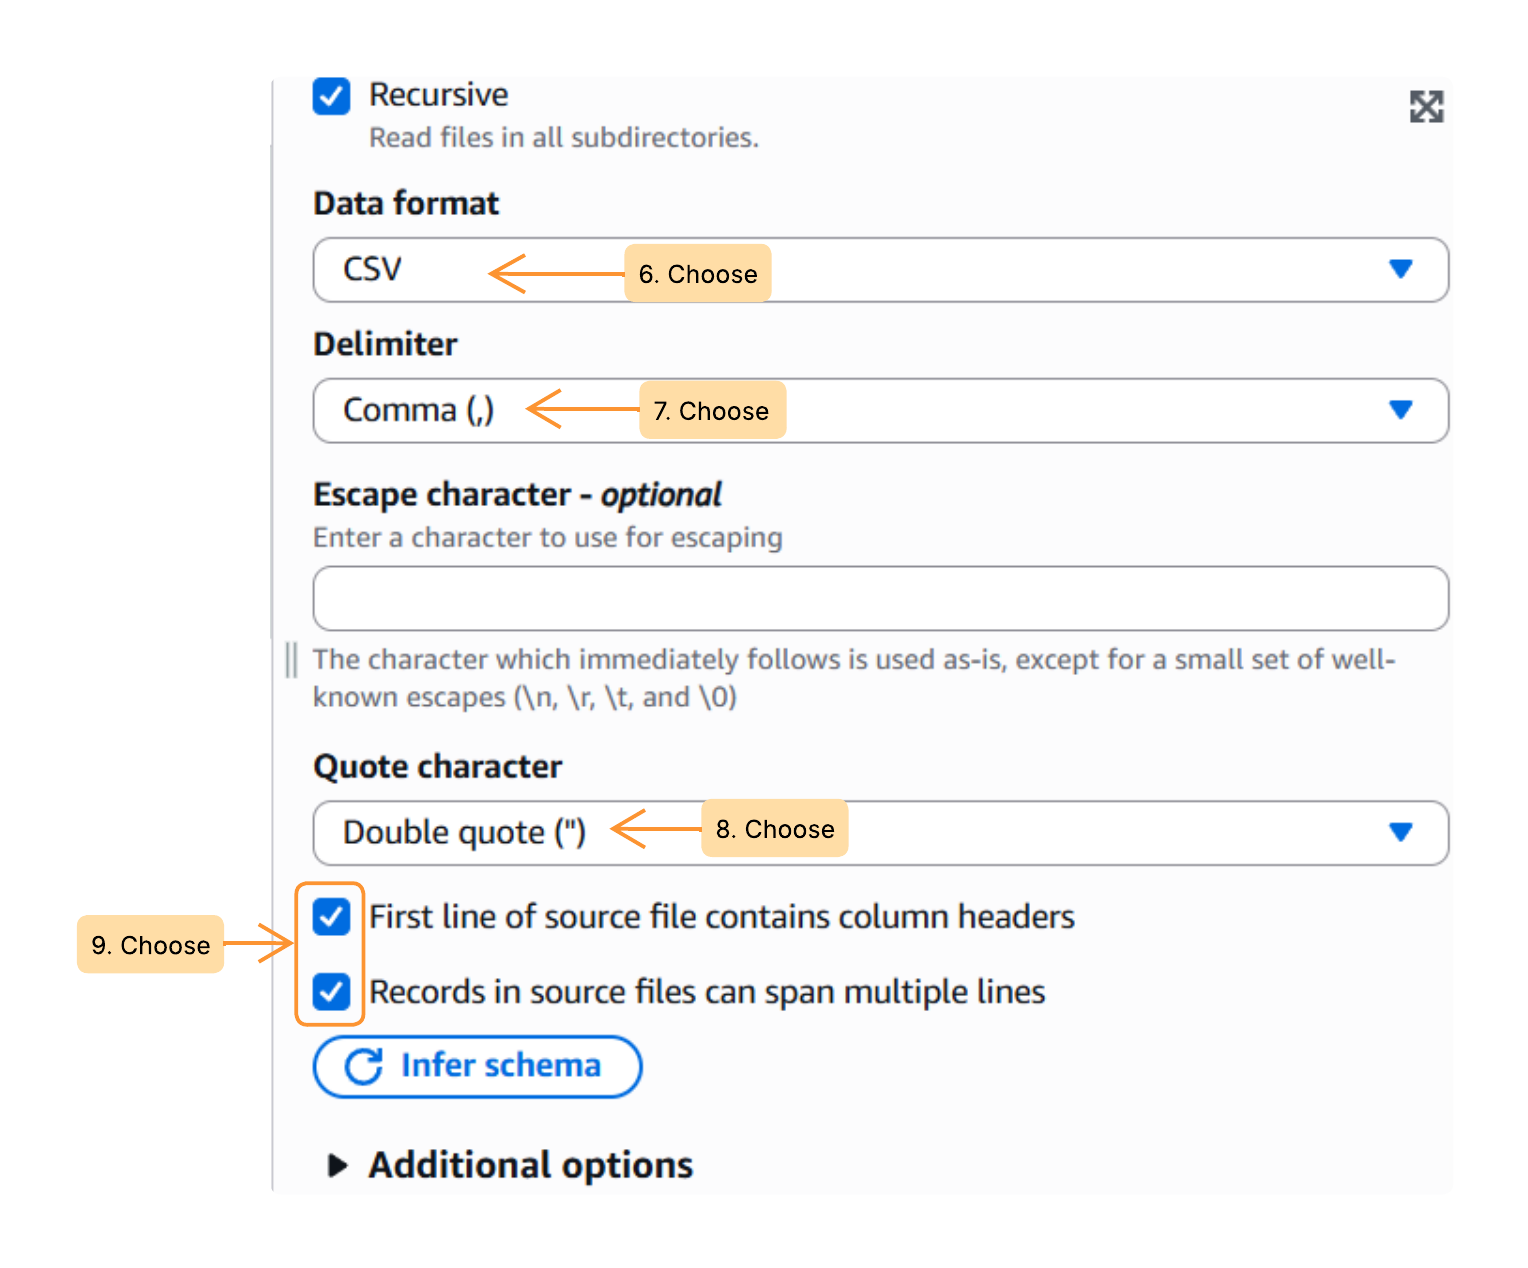 Recursive
Read files in all subdirectories.
Data format
CSV
6. Choose
Delimiter
Comma (,)
7. Choose
Escape character - optional
Enter a character to use for escaping
The character which immediately follows is used as-is, except for a small set of well-
known escapes (\n, \r, \t, and \0)
Quote character
Double quote (")
8. Choose
9. Choose
First line of source file contains column headers
Records in source files can span multiple lines
Infer schema
Additional options